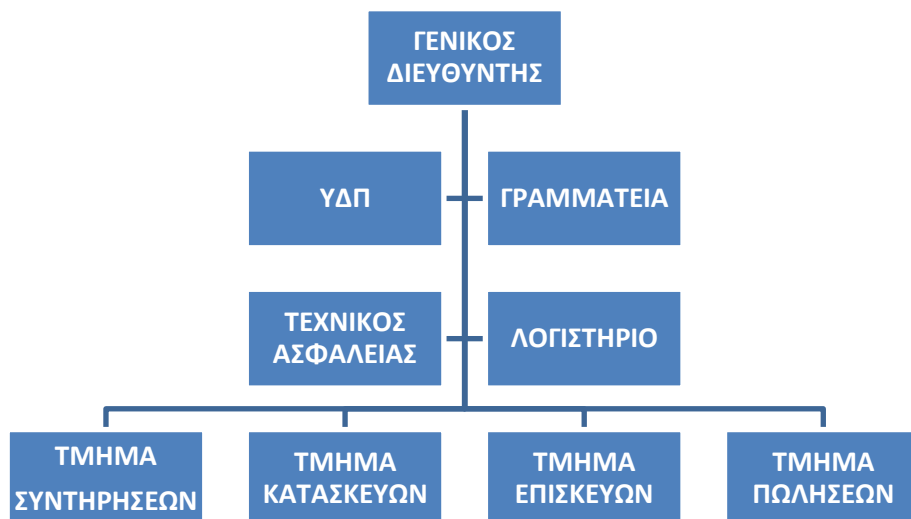 ΓΕΝΙΚΟΣ
ΔΙΕΥΘΥΝΤΗΣ
ΥΔΠ
ΓΡΑΜΜΑΤΕΙΑ
ΤΕΧΝΙΚΟΣ
ΑΣΦΑΛΕΙΑΣ
ΛΟΓΙΣΤΗΡΙΟ
ΤΜΗΜΑ
ΣΥΝΤΗΡΗΣΕΩΝ
ΤΜΗΜΑ
ΚΑΤΑΣΚΕΥΩΝ
ΤΜΗΜΑ
ΕΠΙΣΚΕΥΩΝ
ΤΜΗΜΑ
ΠΩΛΗΣΕΩΝ